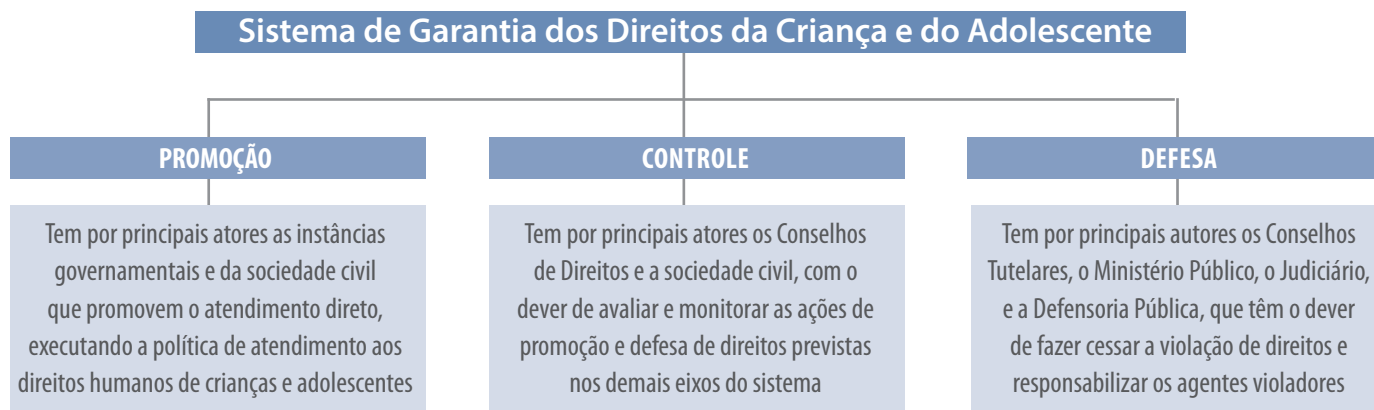 Sistema de Garantia dos Direitos da Criança e do Adolescente
PROMOÇÃO
Tem por principais atores as instâncias
governamentais e da sociedade civil
que promovem o atendimento direto,
executando a política de atendimento aos
direitos humanos de crianças e adolescentes
CONTROLE
Tem por principais atores os Conselhos
de Direitos e a sociedade civil, com o
dever de avaliar e monitorar as ações de
promoção e defesa de direitos previstas
nos demais eixos do sistema
DEFESA
Tem por principais autores os Conselhos
Tutelares, o Ministério Público, o Judiciário,
e a Defensoria Pública, que têm o dever
de fazer cessar a violação de direitos e
responsabilizar os agentes violadores